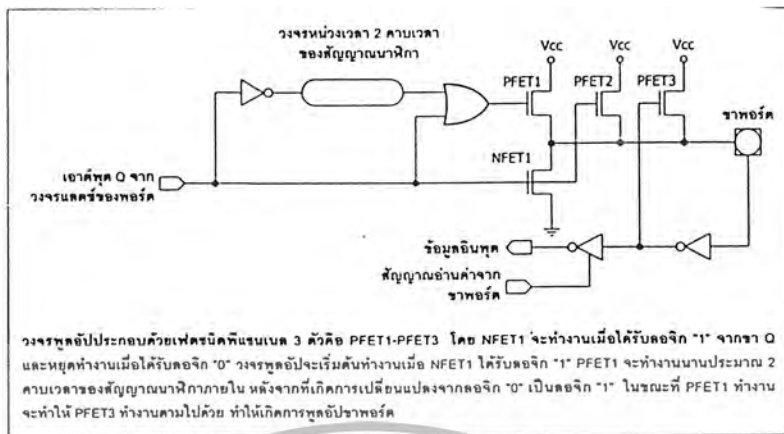 วงจรหน่วงเวลา 2 คาบเวลา
ของสัญญาณนาฬิกา
Vcc Vcc Vcc
PFET1 PFET2 PFET3
ขาพอร์ต
NFET1
เอาต์พุต Q จาก
วงจรแลตช์ของพอร์ต
ข้อมูลอินพุต
สัญญาณอ่านค่าจาก
ขาพอร์ต
วงจรพูลอัปประกอบด้วยเฟตชนิดพีแชนเนล 3 ตัวคือ PFET1-PFET3 โดย NFET1 จะทำงานเมื่อได้รับลอจิก "1" จากขา Q
และหยุดทำงานเมื่อได้รับลอจิก "0" วงจรพูลอัปจะเริ่มต้นทำงานเมื่อ NFET1 ได้รับลอจิก "1" PFET1 จะทำงานนานประมาณ 2
คาบเวลาของสัญญาณนาฬิกาภายใน หลังจากที่เกิดการเปลี่ยนแปลงจากลอจิก "0" เป็นลอจิก "1" ในขณะที่ PFET1 ทำงาน
จะทำให้ PFET3 ทำงานตามไปด้วย ทำให้เกิดการพูลอัปขาพอร์ต